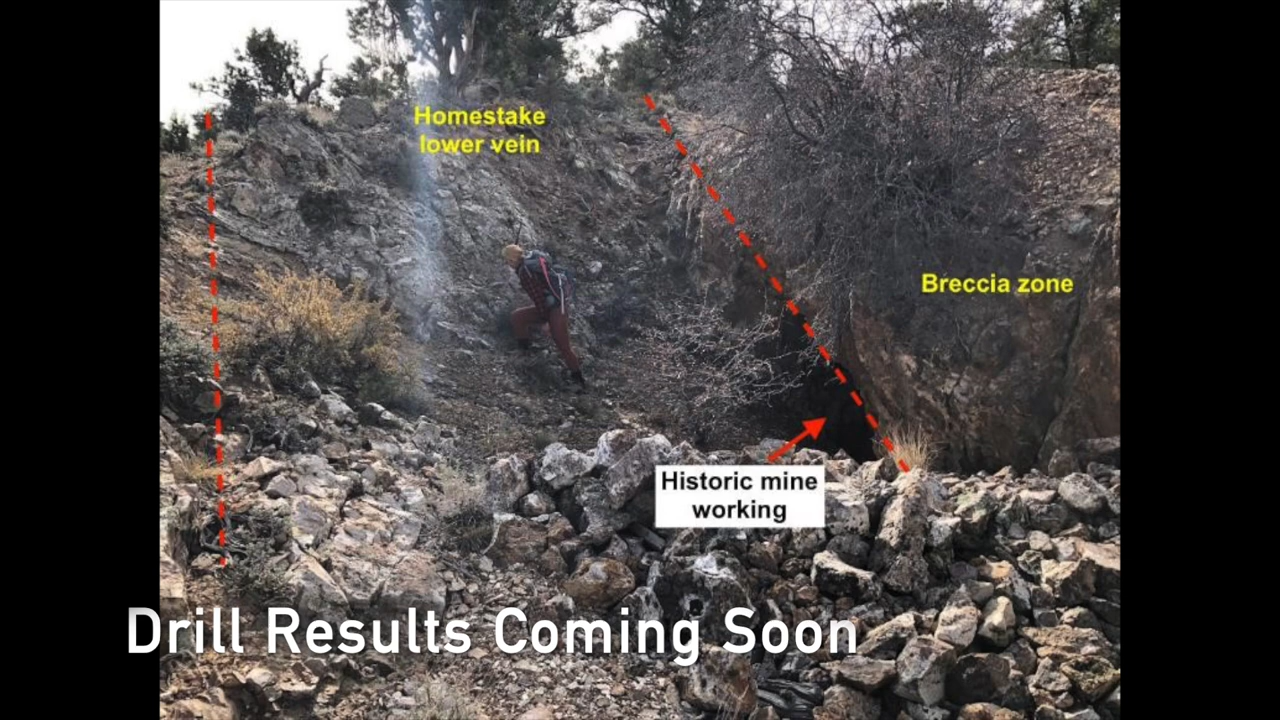 Homestake
lower vein
Breccia zone
Historic mine
working
Drill Results Coming Soon